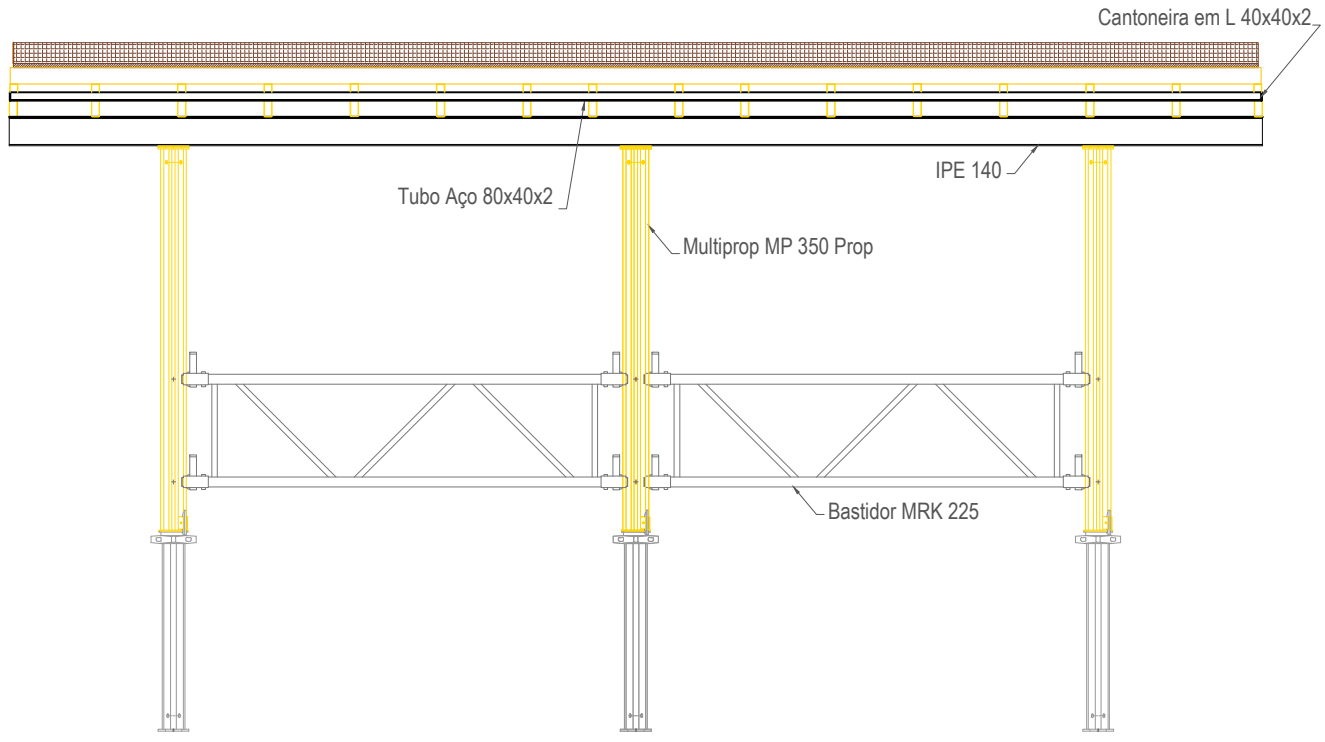 Cantoneira em L 40x40x2
IPE 140
Tubo Aço 80x40x2
Multiprop MP 350 Prop
Bastidor MRK 225